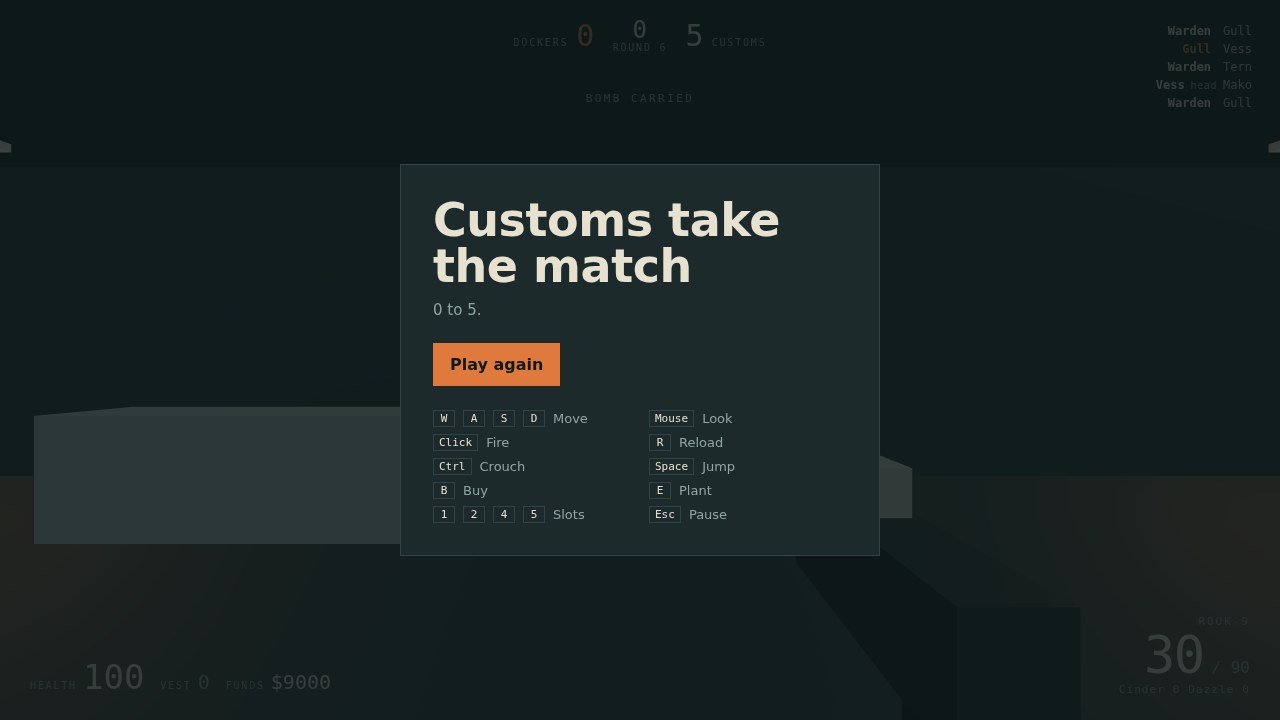 DOCKERS 0 0 5 CUSTOMS
ROUND 6
BOMB CARRIED
Warden Gull
Gull Vess
Warden Tern
Vess head Mako
Warden Gull
Customs take
the match
0 to 5.
Play again
W A S D Move
Mouse Look
Click Fire
R Reload
Ctrl Crouch
Space Jump
B Buy
E Plant
1 2 4 5 Slots
Esc Pause
HEALTH 100 VEST 0 FUNDS $9000
ROOK-9
30 / 90
Cinder 0 Dazzle 0